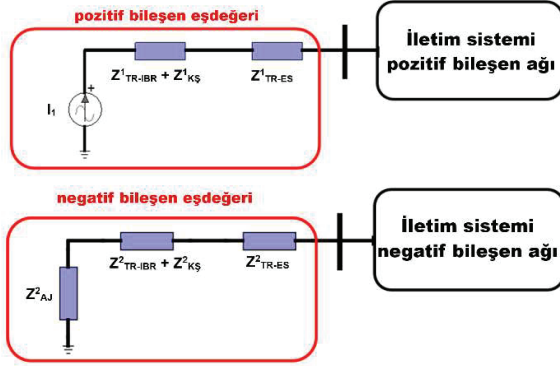 pozitif bileşen eşdeğeri
Z¹TR-IBR + Z¹KŞ
Z¹TR-ES
I₁
İletim sistemi
pozitif bileşen ağı
negatif bileşen eşdeğeri
Z²TR-IBR + Z²KŞ
Z²TR-ES
Z²AJ
İletim sistemi
negatif bileşen ağı